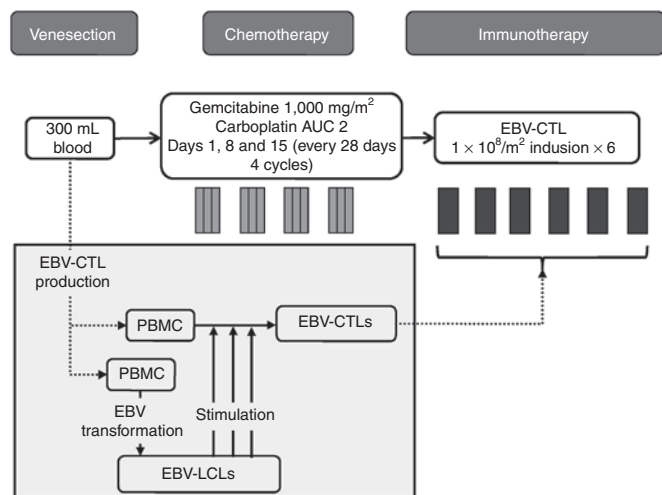 Venesection
Chemotherapy
Immunotherapy
300 mL
blood
Gemcitabine 1,000 mg/m²
Carboplatin AUC 2
Days 1, 8 and 15 (every 28 days
4 cycles)
EBV-CTL
1 × 10⁸/m² indusion × 6
EBV-CTL
production
PBMC
EBV-CTLs
PBMC
EBV
transformation
Stimulation
EBV-LCLs